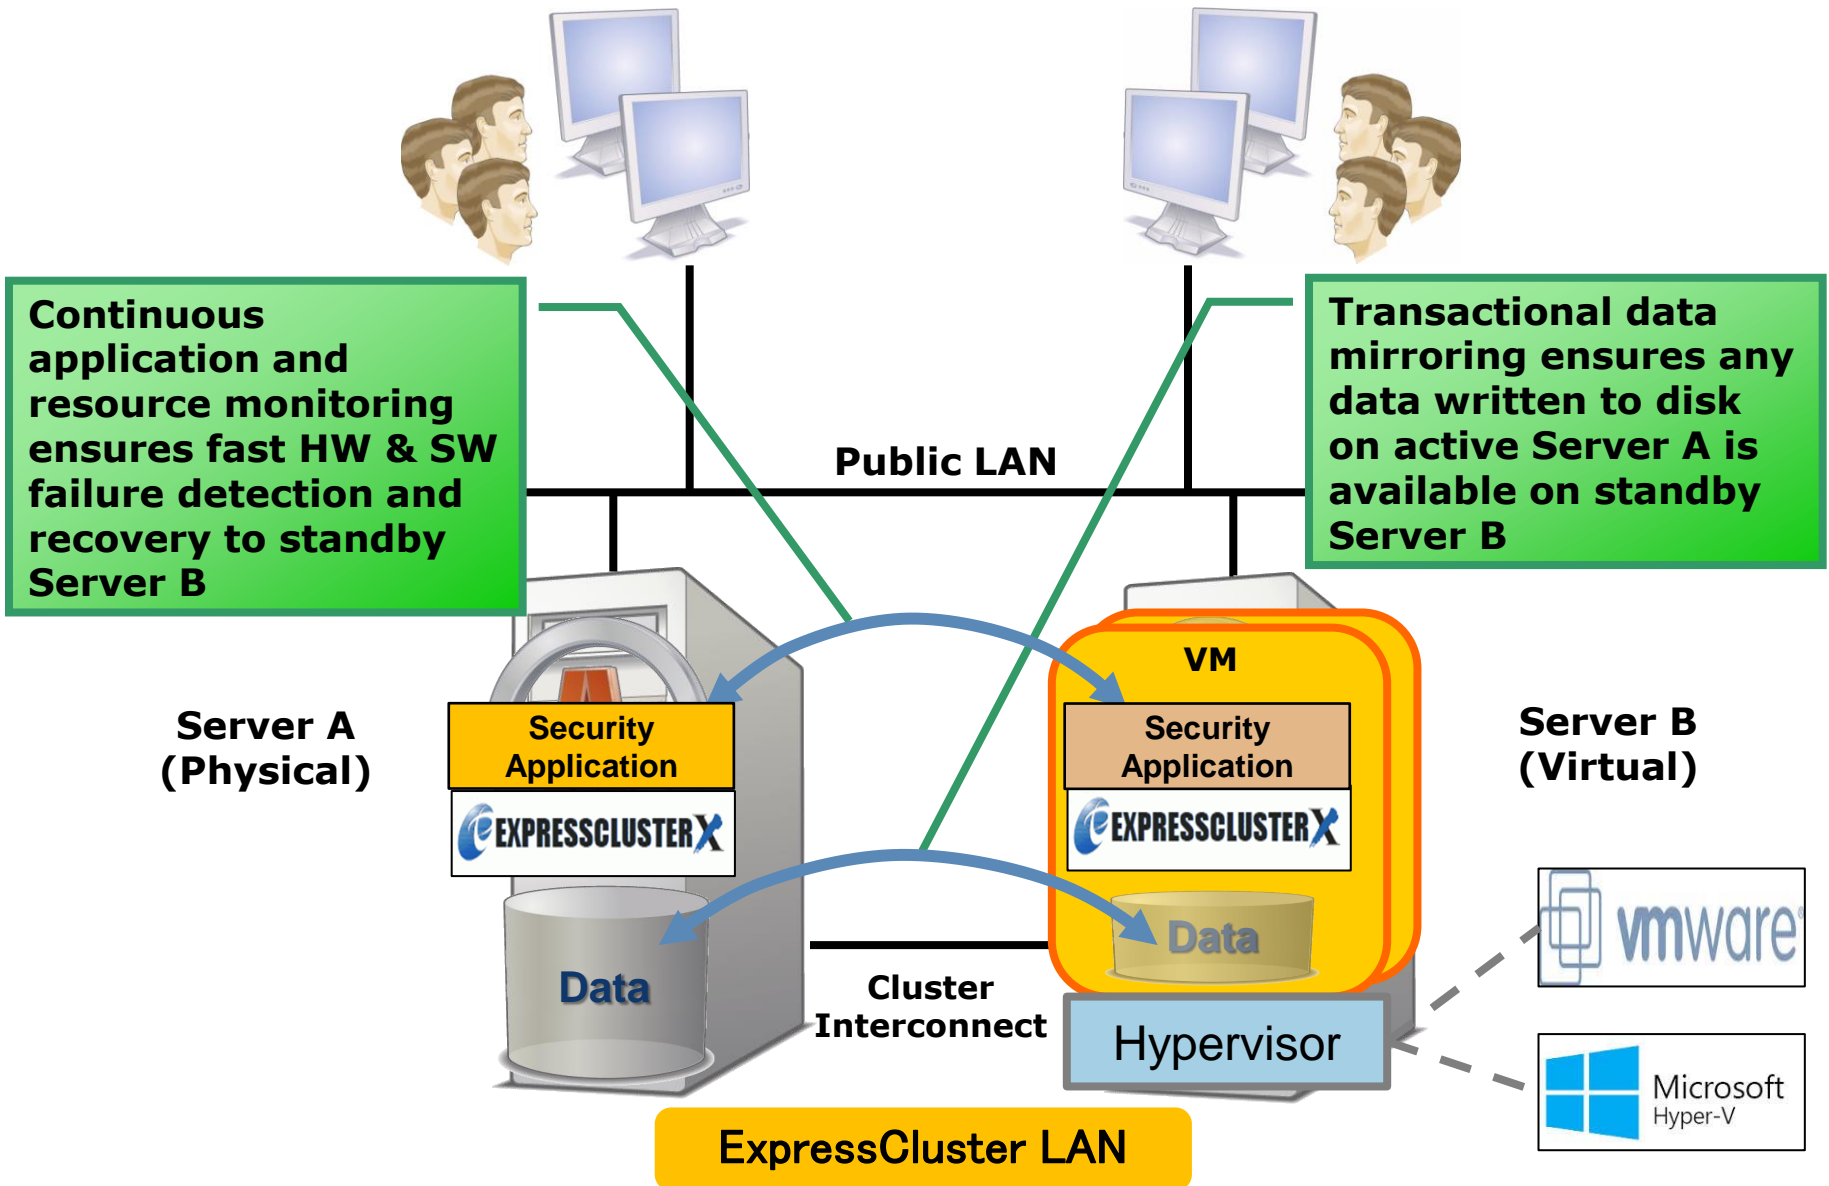 Continuous
application and
resource monitoring
ensures fast HW & SW
failure detection and
recovery to standby
Server B
Transactional data
mirroring ensures any
data written to disk
on active Server A is
available on standby
Server B
Public LAN
Server A
(Physical)
Security
Application
EXPRESSCLUSTER X
Data
VM
Security
Application
EXPRESSCLUSTER X
Data
Server B
(Virtual)
Cluster
Interconnect
Hypervisor
vmware
Microsoft
Hyper-V
ExpressCluster LAN